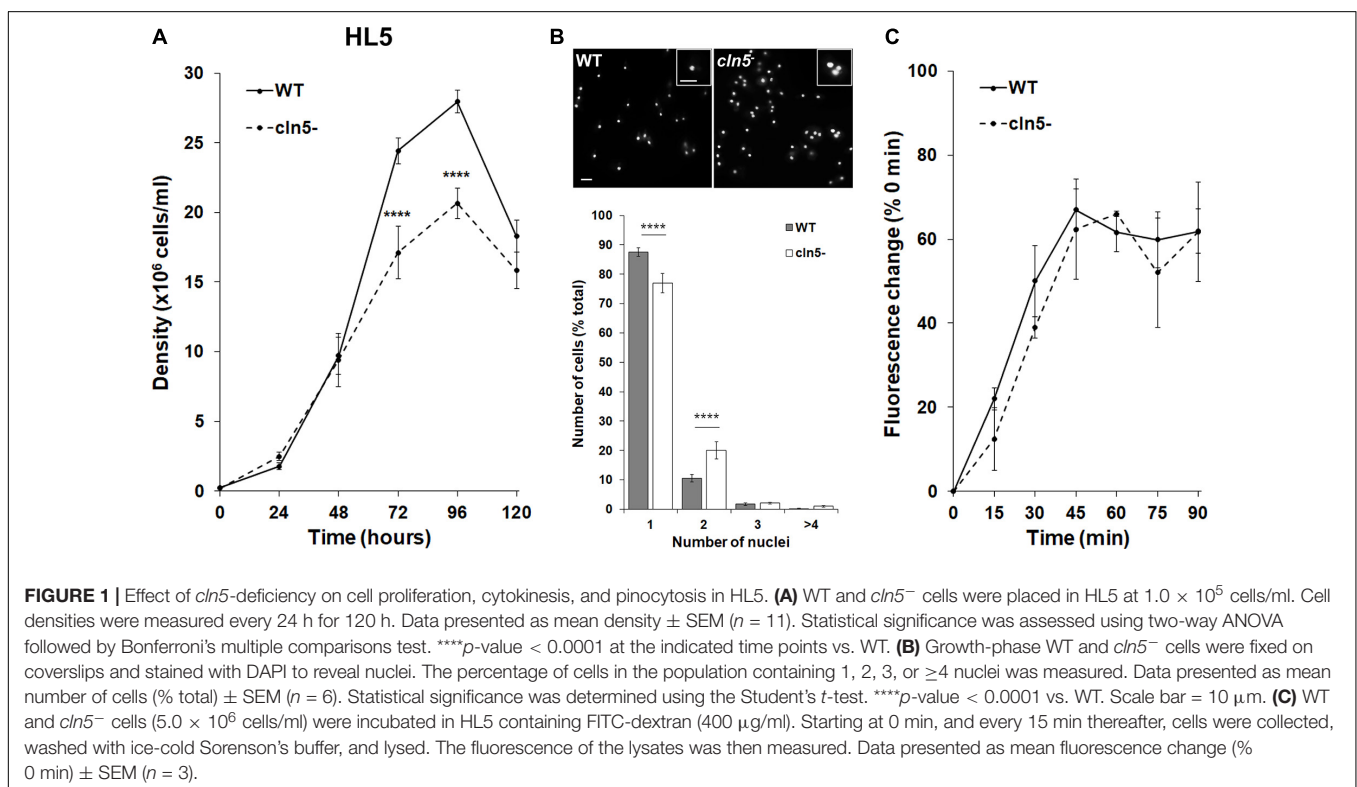 A
HL5
30
25
20
15
10
5
0
Density (x10⁶ cells/ml)
WT
cln5-
****
****
0 24 48 72 96 120
Time (hours)
B
WT
cln5⁻
100
90
80
70
60
50
40
30
20
10
0
Number of cells (% total)
****
****
WT
cln5-
1 2 3 >4
Number of nuclei
C
100
80
60
40
20
0
Fluorescence change (% 0 min)
WT
cln5-
0 15 30 45 60 75 90
Time (min)
FIGURE 1 | Effect of cln5-deficiency on cell proliferation, cytokinesis, and pinocytosis in HL5. (A) WT and cln5⁻ cells were placed in HL5 at 1.0 × 10⁵ cells/ml. Cell
densities were measured every 24 h for 120 h. Data presented as mean density ± SEM (n = 11). Statistical significance was assessed using two-way ANOVA
followed by Bonferroni's multiple comparisons test. ****p-value < 0.0001 at the indicated time points vs. WT. (B) Growth-phase WT and cln5⁻ cells were fixed on
coverslips and stained with DAPI to reveal nuclei. The percentage of cells in the population containing 1, 2, 3, or ≥4 nuclei was measured. Data presented as mean
number of cells (% total) ± SEM (n = 6). Statistical significance was determined using the Student's t-test. ****p-value < 0.0001 vs. WT. Scale bar = 10 μm. (C) WT
and cln5⁻ cells (5.0 × 10⁶ cells/ml) were incubated in HL5 containing FITC-dextran (400 μg/ml). Starting at 0 min, and every 15 min thereafter, cells were collected,
washed with ice-cold Sorenson's buffer, and lysed. The fluorescence of the lysates was then measured. Data presented as mean fluorescence change (%
0 min) ± SEM (n = 3).